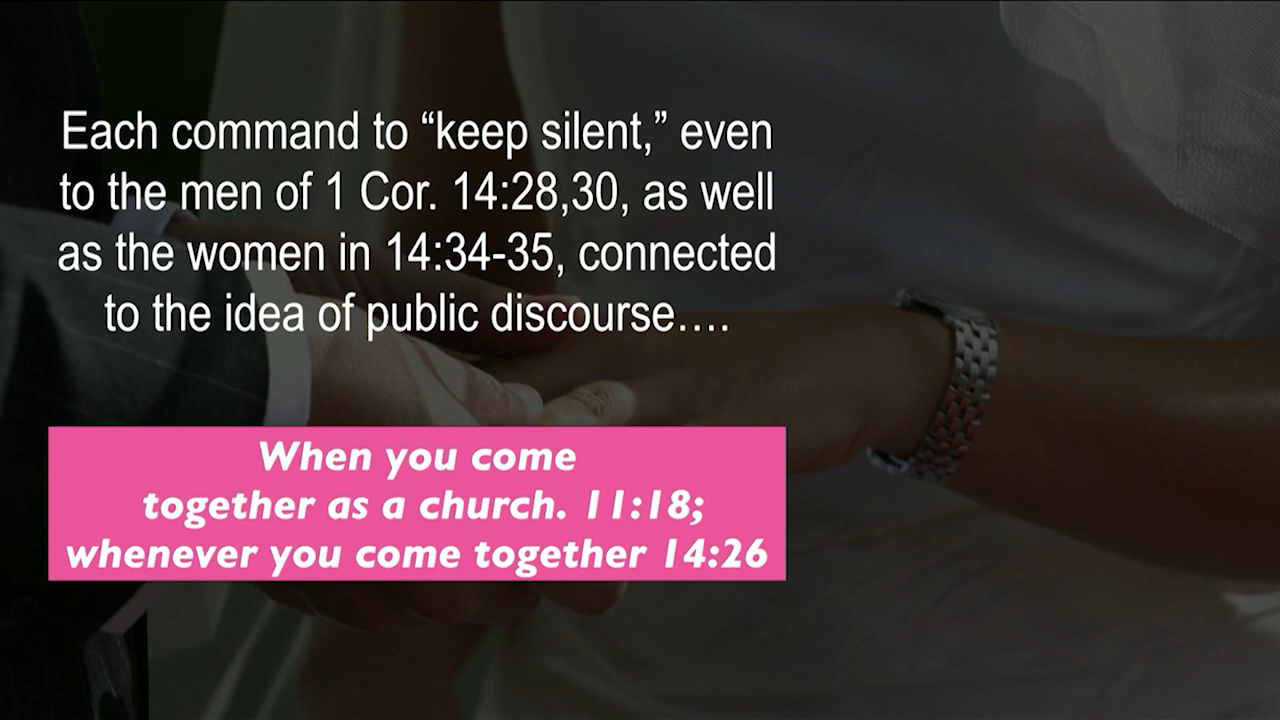 Each command to “keep silent,” even
to the men of 1 Cor. 14:28,30, as well
as the women in 14:34-35, connected
to the idea of public discourse….
When you come
together as a church. 11:18;
whenever you come together 14:26